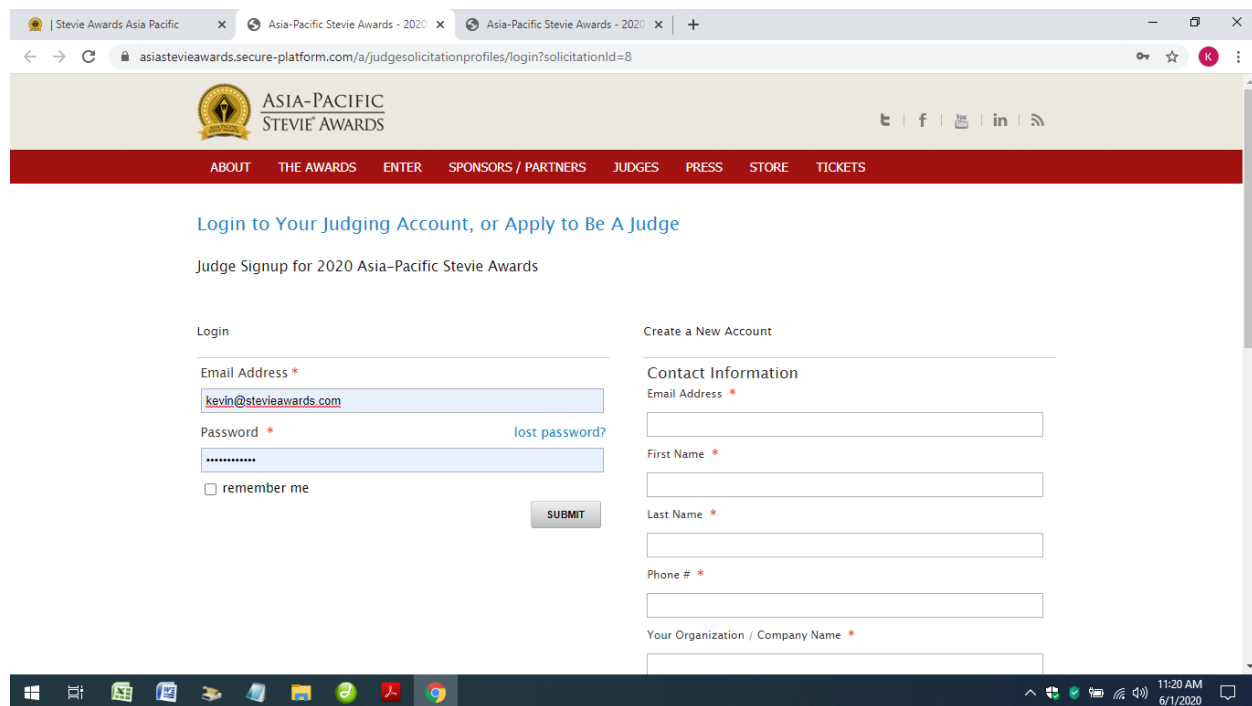 | Stevie Awards Asia Pacific
Asia-Pacific Stevie Awards - 2020
Asia-Pacific Stevie Awards - 2020
asiastevieawards.secure-platform.com/a/judgesolicitationprofiles/login?solicitationId=8
K
ASIA-PACIFIC
STEVIE® AWARDS
You
f
in
ABOUT THE AWARDS ENTER SPONSORS / PARTNERS JUDGES PRESS STORE TICKETS
Login to Your Judging Account, or Apply to Be A Judge
Judge Signup for 2020 Asia-Pacific Stevie Awards
Login
Email Address *
kevin@stevieawards.com
Password * lost password?
••••••••••••
remember me
SUBMIT
Create a New Account
Contact Information
Email Address *
First Name *
Last Name *
Phone # *
Your Organization / Company Name *
11:20 AM
6/1/2020